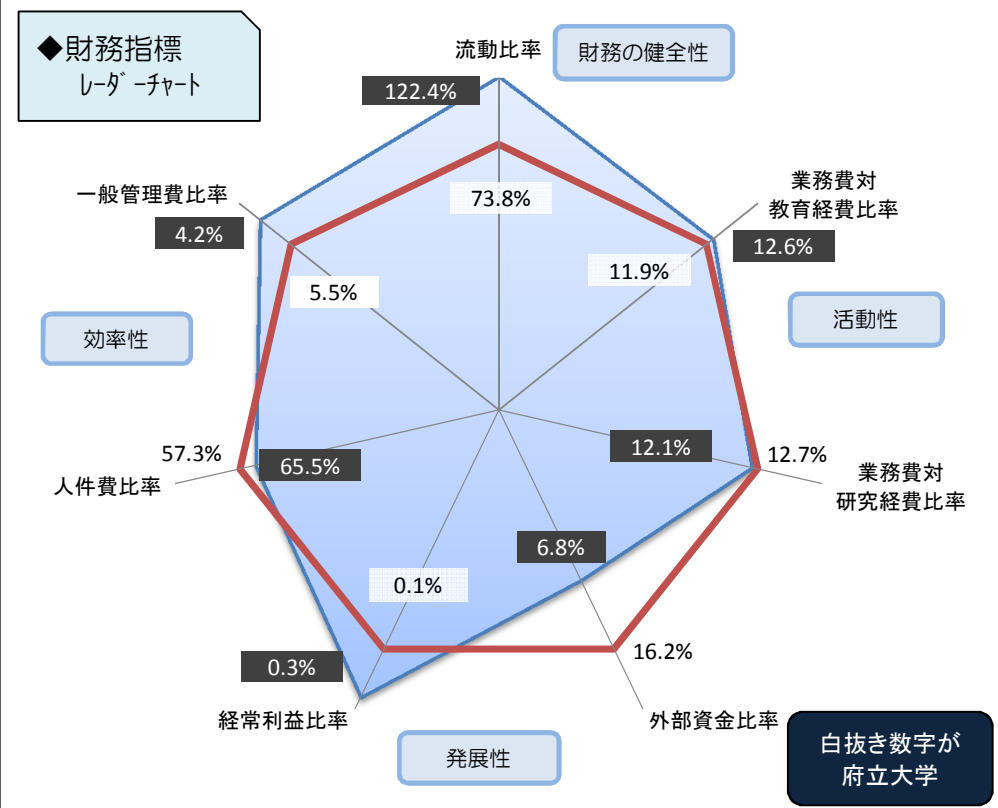 ◆財務指標
ﾚｰﾀﾞｰﾁｬｰﾄ
流動比率
財務の健全性
122.4%
73.8%
一般管理費比率
4.2%
5.5%
業務費対
教育経費比率
12.6%
11.9%
効率性
活動性
57.3%
人件費比率
65.5%
12.1%
12.7%
業務費対
研究経費比率
6.8%
0.1%
16.2%
0.3%
経常利益比率
外部資金比率
発展性
白抜き数字が
府立大学